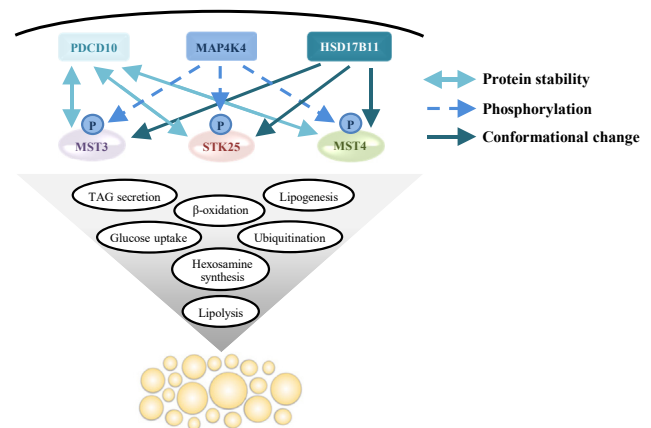 PDCD10
MAP4K4
HSD17B11
Protein stability
Phosphorylation
Conformational change
P
P
P
MST3
STK25
MST4
TAG secretion
β-oxidation
Lipogenesis
Glucose uptake
Ubiquitination
Hexosamine
synthesis
Lipolysis